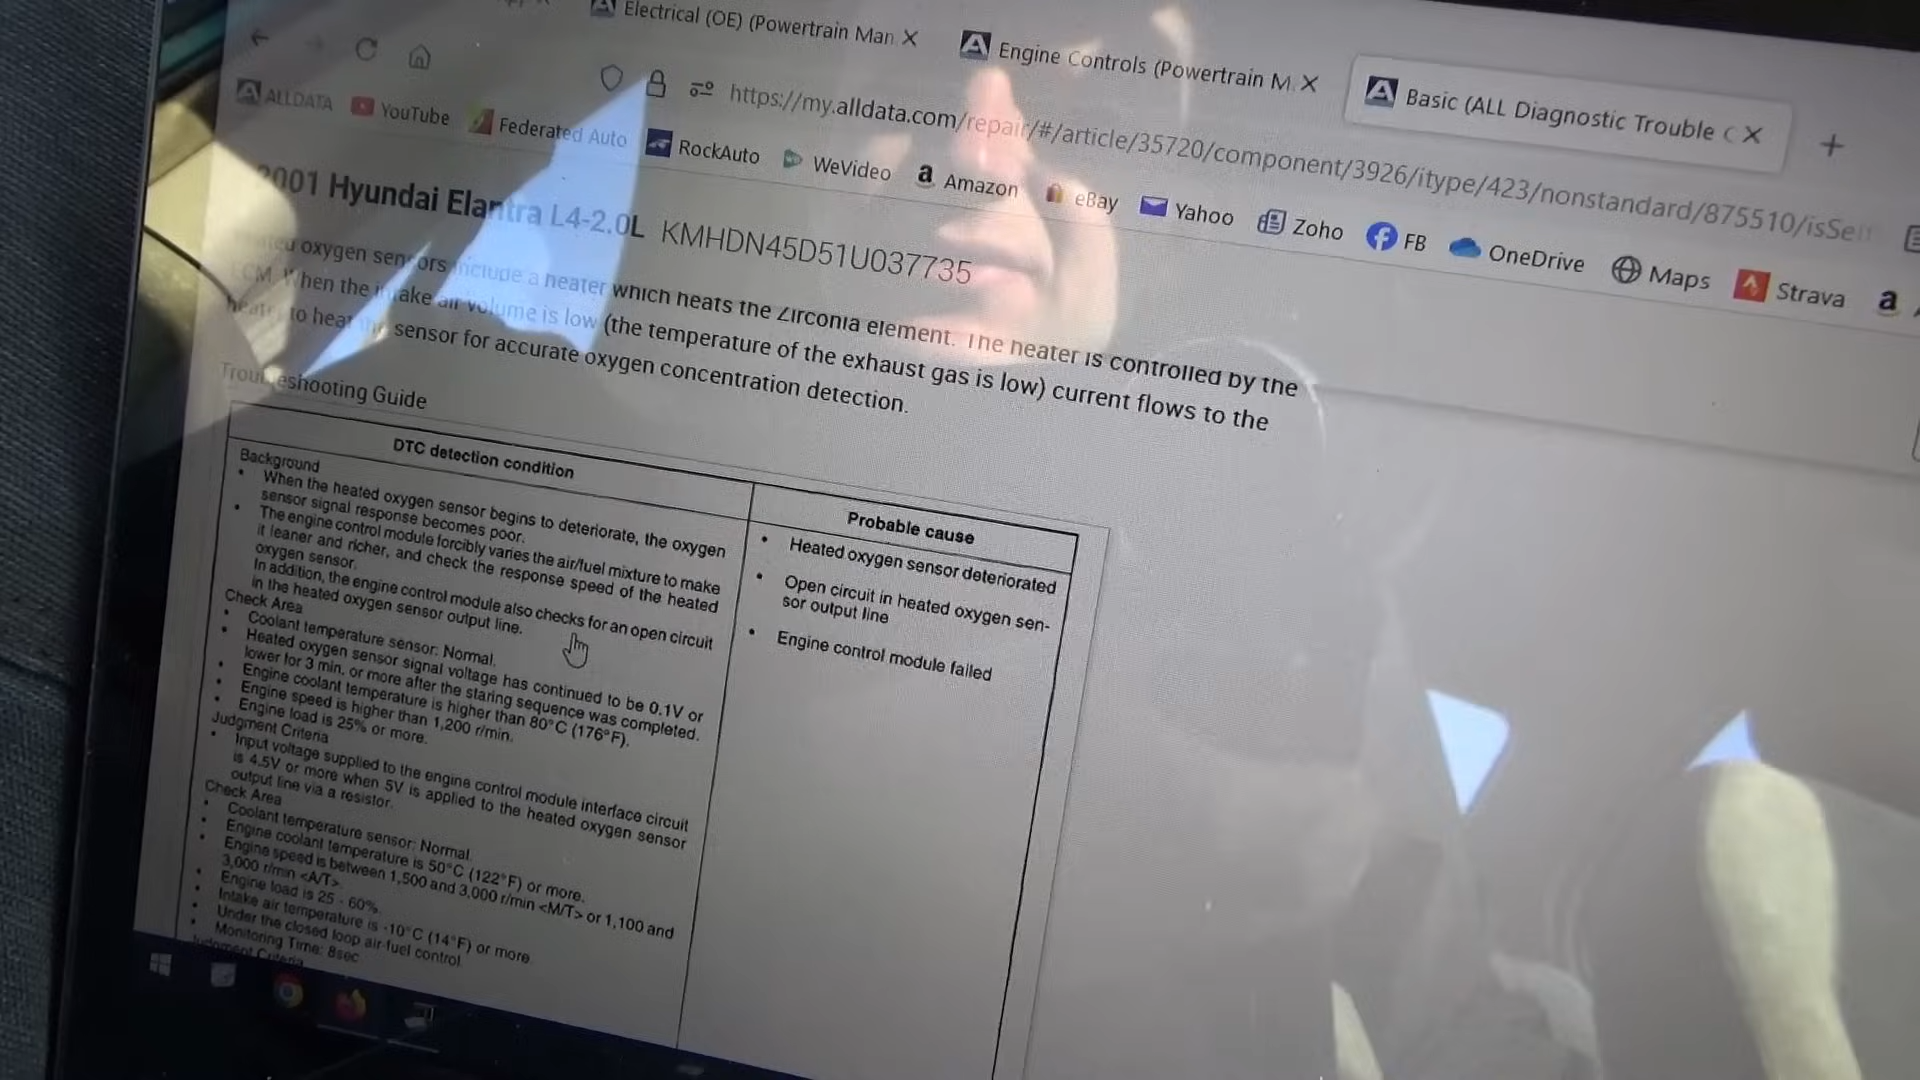 Electrical (OE) (Powertrain Man
Engine Controls (Powertrain M
Basic (ALL Diagnostic Trouble C
https://my.alldata.com/repair/#/article/35720/component/3926/itype/423/nonstandard/875510/isSelf
ALLDATA
YouTube
Federated Auto
RockAuto
WeVideo
Amazon
eBay
Yahoo
Zoho
FB
OneDrive
Maps
Strava
2001 Hyundai Elantra L4-2.0L KMHDN45D51U037735
oxygen sensors include a heater which heats the Zirconia element. The heater is controlled by the
ECM. When the intake air volume is low (the temperature of the exhaust gas is low) current flows to the
heater to heat the sensor for accurate oxygen concentration detection.
Troubleshooting Guide
DTC detection condition
Background
• When the heated oxygen sensor begins to deteriorate, the oxygen
sensor signal response becomes poor.
• The engine control module forcibly varies the air/fuel mixture to make
it leaner and richer, and check the response speed of the heated
oxygen sensor.
In addition, the engine control module also checks for an open circuit
in the heated oxygen sensor output line.
Check Area
• Coolant temperature sensor: Normal.
• Heated oxygen sensor signal voltage has continued to be 0.1V or
lower for 3 min. or more after the staring sequence was completed.
• Engine coolant temperature is higher than 80°C (176°F).
• Engine speed is higher than 1,200 r/min.
• Engine load is 25% or more.
Judgment Criteria
• Input voltage supplied to the engine control module interface circuit
is 4.5V or more when 5V is applied to the heated oxygen sensor
output line via a resistor.
Check Area
• Coolant temperature sensor: Normal.
• Engine coolant temperature is 50°C (122°F) or more.
• Engine speed is between 1,500 and 3,000 r/min <M/T> or 1,100 and
3,000 r/min <A/T>.
• Engine load is 25 - 60%.
• Intake air temperature is -10°C (14°F) or more
• Under the closed loop air-fuel control
• Monitoring Time: 8sec
Judgment Criteria
Probable cause
• Heated oxygen sensor deteriorated
• Open circuit in heated oxygen sen-
sor output line
• Engine control module failed